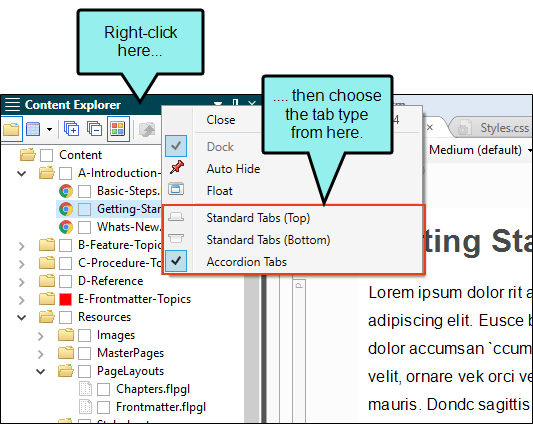 Right-click
here...
.... then choose
the tab type
from here.
Content Explorer
Close
4
Styles.css
Dock
Medium (default)
Auto Hide
Float
Content
A-Introduction-
Basic-Steps.
Getting-Star
Whats-New.
B-Feature-Topic
C-Procedure-To
D-Reference
E-Frontmatter-Topics
Resources
Images
MasterPages
PageLayouts
Chapters.flpgl
Frontmatter.flpgl
Standard Tabs (Top)
Standard Tabs (Bottom)
Accordion Tabs
ting Sta
Lorem ipsum dolor rit a
adipiscing elit. Eusce b
dolor accumsan `ccum
velit, ornare vek orci ve
mauris. Dondc sagittis